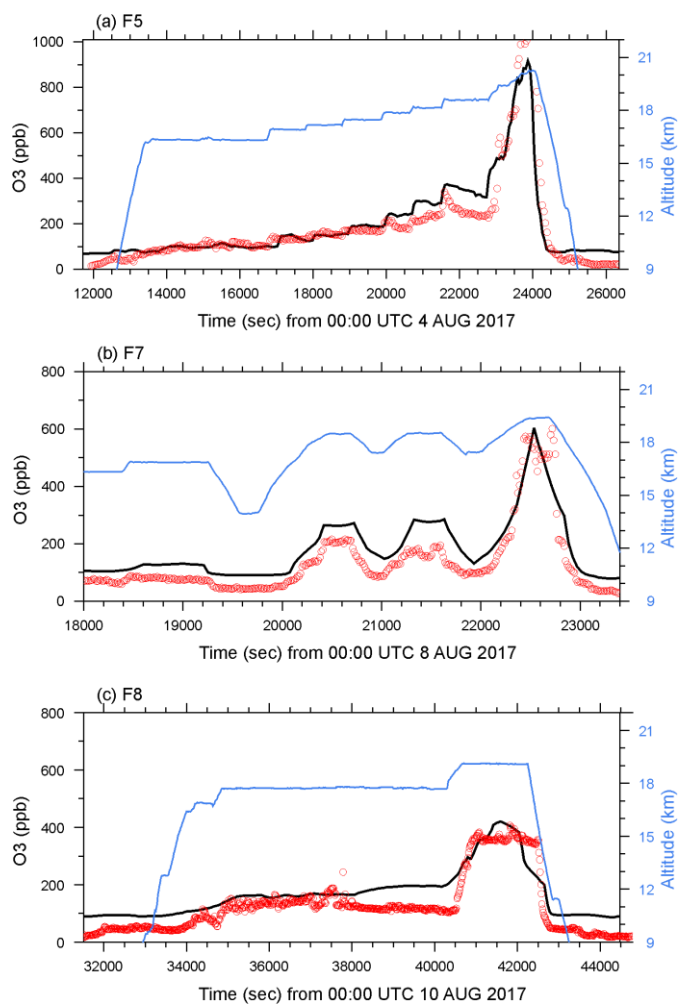 (a) F5
1000
800
600
400
200
0
O3 (ppb)
21
18
15
12
9
Altitude (km)
12000 14000 16000 18000 20000 22000 24000 26000
Time (sec) from 00:00 UTC 4 AUG 2017
(b) F7
800
600
400
200
0
O3 (ppb)
21
18
15
12
9
Altitude (km)
18000 19000 20000 21000 22000 23000
Time (sec) from 00:00 UTC 8 AUG 2017
(c) F8
800
600
400
200
0
O3 (ppb)
21
18
15
12
9
Altitude (km)
32000 34000 36000 38000 40000 42000 44000
Time (sec) from 00:00 UTC 10 AUG 2017